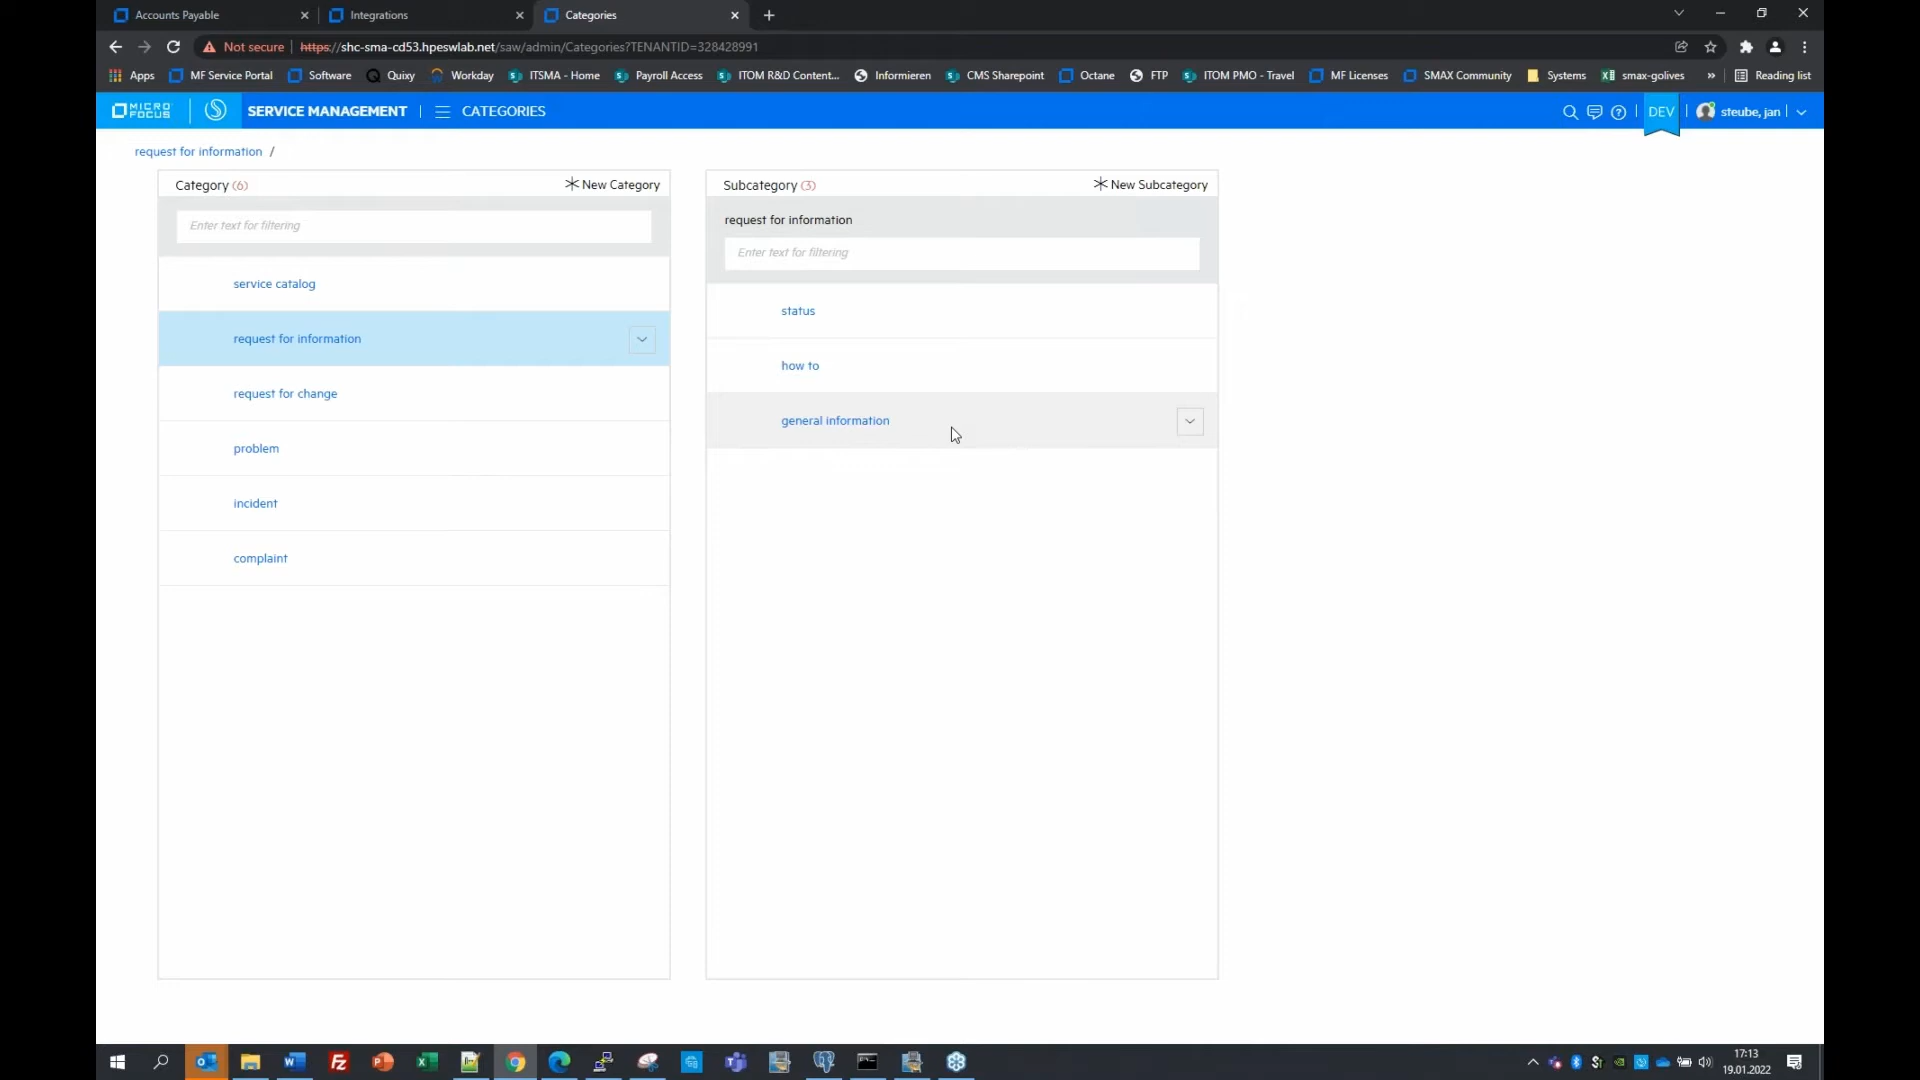 Accounts Payable
Integrations
Categories
Not secure https://shc-sma-cd53.hpeswlab.net/saw/admin/Categories?TENANTID=328428991
Apps MF Service Portal Software Quixy Workday ITSMA - Home Payroll Access ITOM R&D Content... Informieren CMS Sharepoint Octane FTP ITOM PMO - Travel MF Licenses SMAX Community Systems smax-golives » Reading list
MICRO FOCUS SERVICE MANAGEMENT CATEGORIES DEV steube, jan
request for information /
Category (6) New Category
Enter text for filtering
service catalog
request for information
request for change
problem
incident
complaint
Subcategory (3) New Subcategory
request for information
Enter text for filtering
status
how to
general information
17:13
19.01.2022